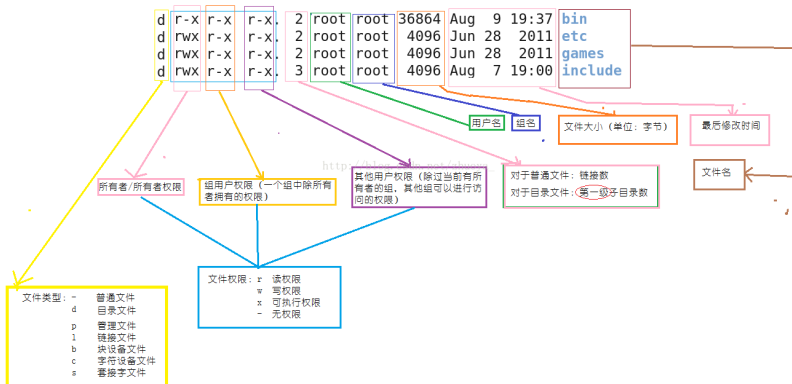 d r-x r-x r-x. 2 root root 36864 Aug 9 19:37 bin
d rwx r-x r-x. 2 root root 4096 Jun 28 2011 etc
d rwx r-x r-x. 2 root root 4096 Jun 28 2011 games
d rwx r-x r-x. 3 root root 4096 Aug 7 19:00 include
用户名
组名
文件大小（单位：字节）
最后修改时间
所有者/所有者权限
组用户权限（一个组中除所有
者拥有的权限）
其他用户权限（除过当前有所
有者的组，其他组可以进行访
问的权限）
对于普通文件：链接数
对于目录文件：第一级子目录数
文件名
文件权限：r 读权限
w 写权限
x 可执行权限
- 无权限
文件类型：- 普通文件
d 目录文件
p 管理文件
l 链接文件
b 块设备文件
c 字符设备文件
s 套接字文件